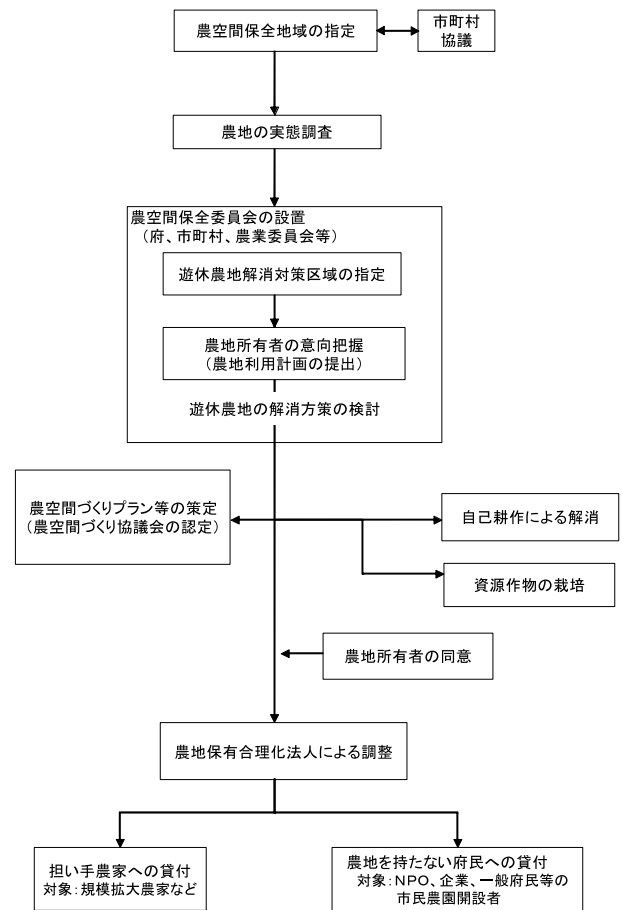 農空間保全地域の指定
市町村
協議
農地の実態調査
農空間保全委員会の設置
（府、市町村、農業委員会等）
遊休農地解消対策区域の指定
農地所有者の意向把握
（農地利用計画の提出）
遊休農地の解消方策の検討
農空間づくりプラン等の策定
（農空間づくり協議会の認定）
自己耕作による解消
資源作物の栽培
農地所有者の同意
農地保有合理化法人による調整
担い手農家への貸付
対象：規模拡大農家など
農地を持たない府民への貸付
対象：NPO、企業、一般府民等の
市民農園開設者